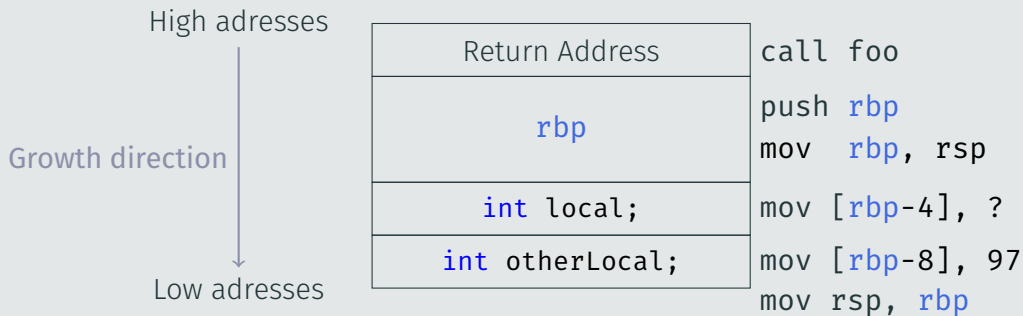 High adresses
Growth direction
Low adresses
Return Address
rbp
int local;
int otherLocal;
call foo
push rbp
mov  rbp, rsp
mov [rbp-4], ?
mov [rbp-8], 97
mov rsp, rbp